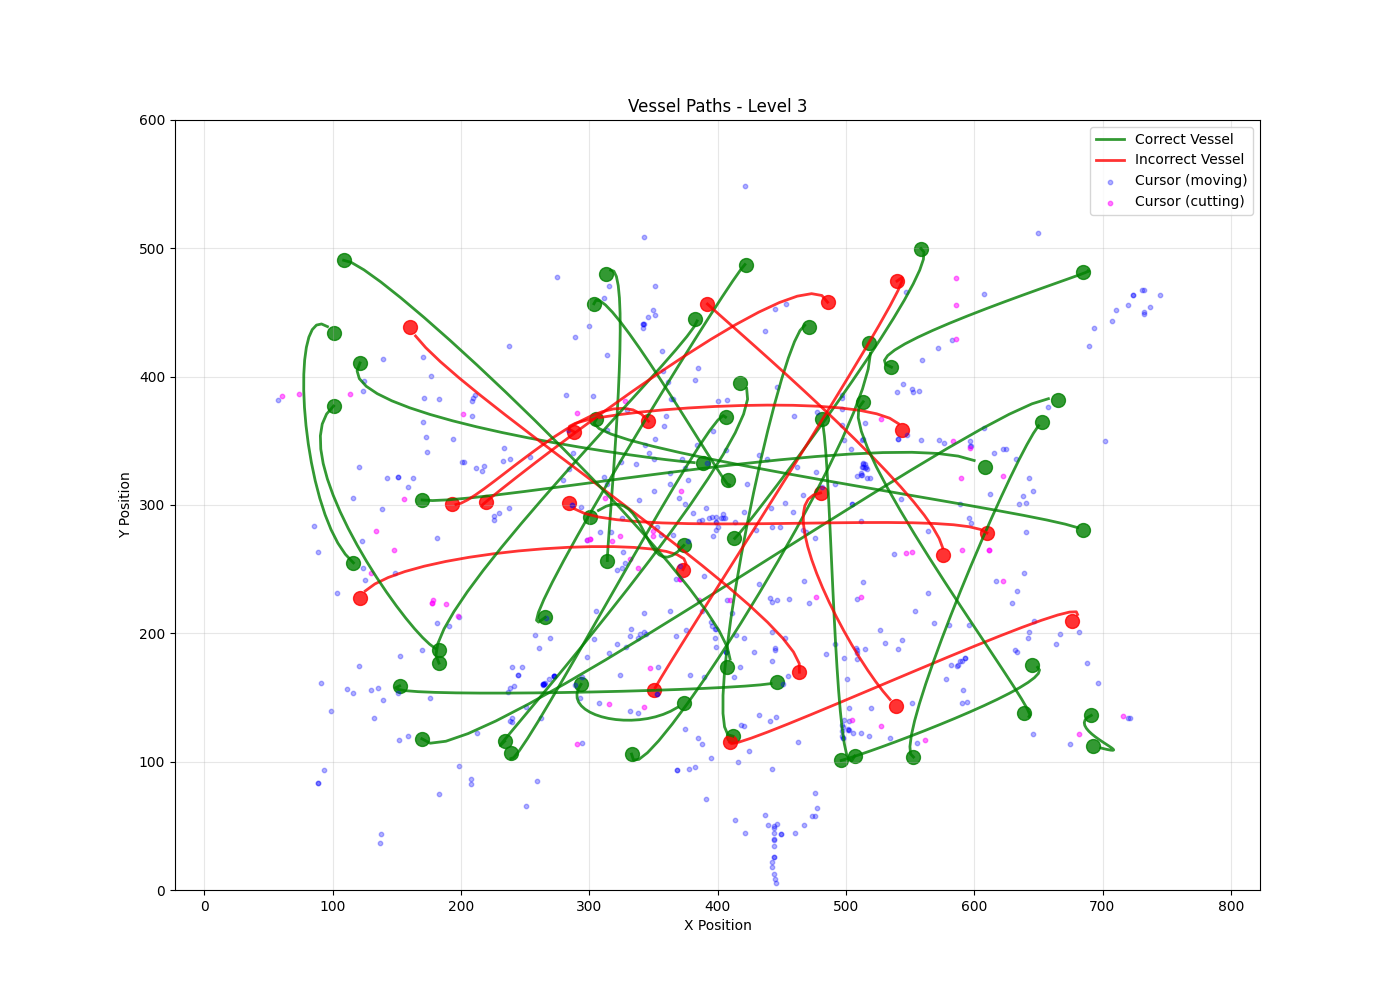 Vessel Paths - Level 3
Correct Vessel
Incorrect Vessel
Cursor (moving)
Cursor (cutting)
600
500
400
300
200
100
0
Y Position
0 100 200 300 400 500 600 700 800
X Position